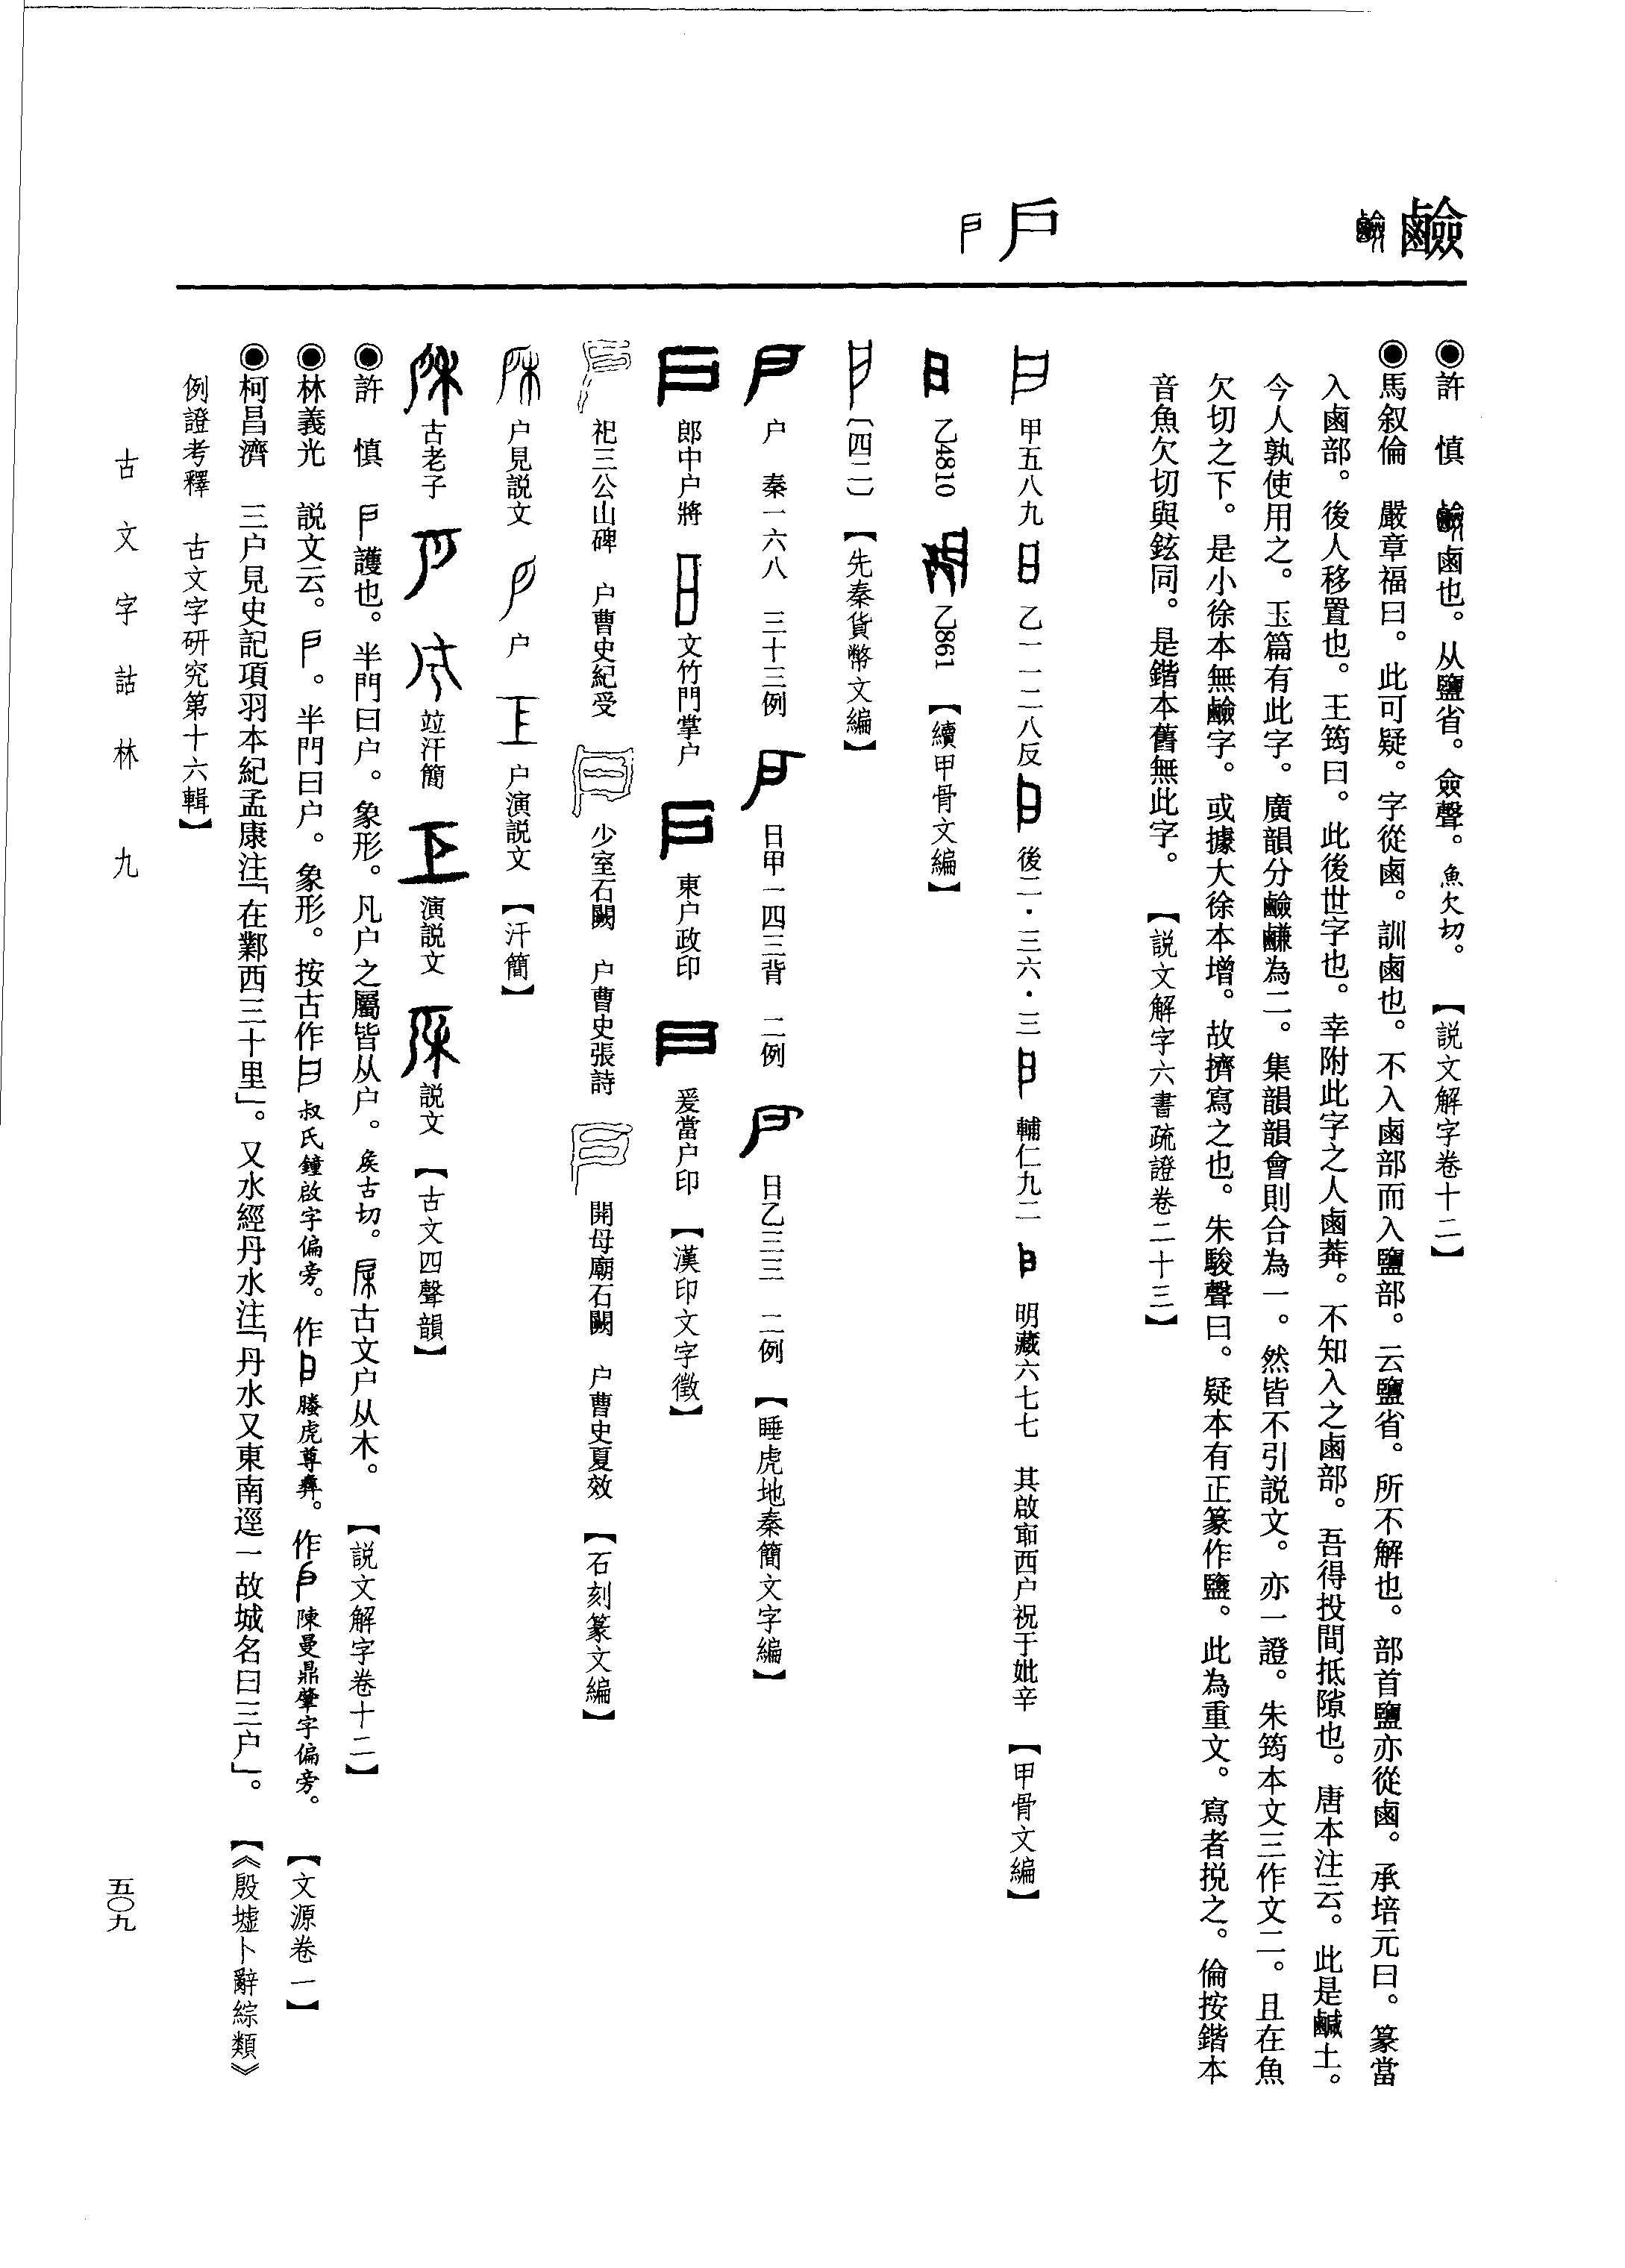 鹼
户
◉許　慎　鹵也。从鹽省。僉聲。魚欠切。　【説文解字卷十二】
◉馬叙倫　嚴章福曰。此可疑。字從鹵。訓鹵也。不入鹵部而入鹽部。云鹽省。所不解也。部首鹽亦從鹵。承培元曰。篆當
入鹵部。後人移置也。王筠曰。此後世字也。幸附此字之人鹵莽。不知入之鹵部。吾得投間抵隙也。唐本注云。此是鹹土。
今人孰使用之。玉篇有此字。廣韻分鹼鹻為二。集韻韻會則合為一。然皆不引説文。亦一證。朱筠本文三作文二。且在魚
欠切之下。是小徐本無鹼字。或據大徐本增。故擠寫之也。朱駿聲曰。疑本有正篆作鹽。此為重文。寫者挩之。倫按鍇本
音魚欠切與鉉同。是鍇本舊無此字。　【説文解字六書疏證卷二十三】
甲五八九　乙一一二八反　後二・三六・三　輔仁九二　明藏六七七　其啟𠧟西户祝于妣辛　【甲骨文編】
乙4810　乙861　【續甲骨文編】
〔四二〕　【先秦貨幣文編】
户　秦一六八　三十三例　日甲一四三背　二例　日乙三三　二例　【睡虎地秦簡文字編】
郎中户將　文竹門掌户　東户政印　爰當户印　【漢印文字徵】
祀三公山碑　户曹史紀受　少室石闕　户曹史張詩　開母廟石闕　户曹史夏效　【石刻篆文編】
户見説文　户　户演説文　【汗簡】
古老子　竝汗簡　演説文　説文　【古文四聲韻】
◉許　慎　護也。半門曰户。象形。凡户之屬皆从户。矦古切。古文户从木。　【説文解字卷十二】
◉林義光　説文云。户。半門曰户。象形。按古作叔氏鐘啟字偏旁。作媵虎尊彝。作陳曼鼎肇字偏旁。　【文源卷一】
◉柯昌濟　三户見史記項羽本紀孟康注「在鄴西三十里」。又水經丹水注「丹水又東南逕一故城名曰三户」。　【《殷墟卜辭綜類》
例證考釋　古文字研究第十六輯】
古文字詁林　九
五〇九